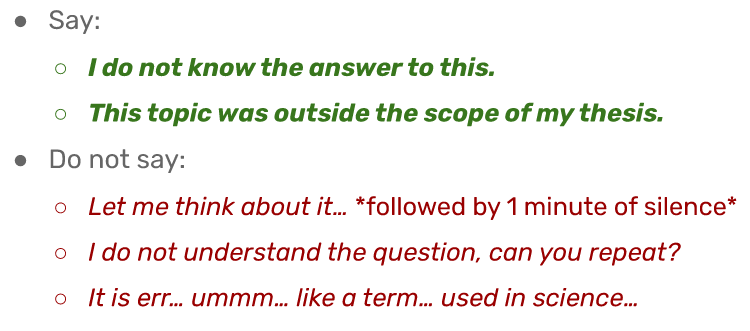 ● Say:
○ I do not know the answer to this.
○ This topic was outside the scope of my thesis.
● Do not say:
○ Let me think about it… *followed by 1 minute of silence*
○ I do not understand the question, can you repeat?
○ It is err… ummm… like a term… used in science…